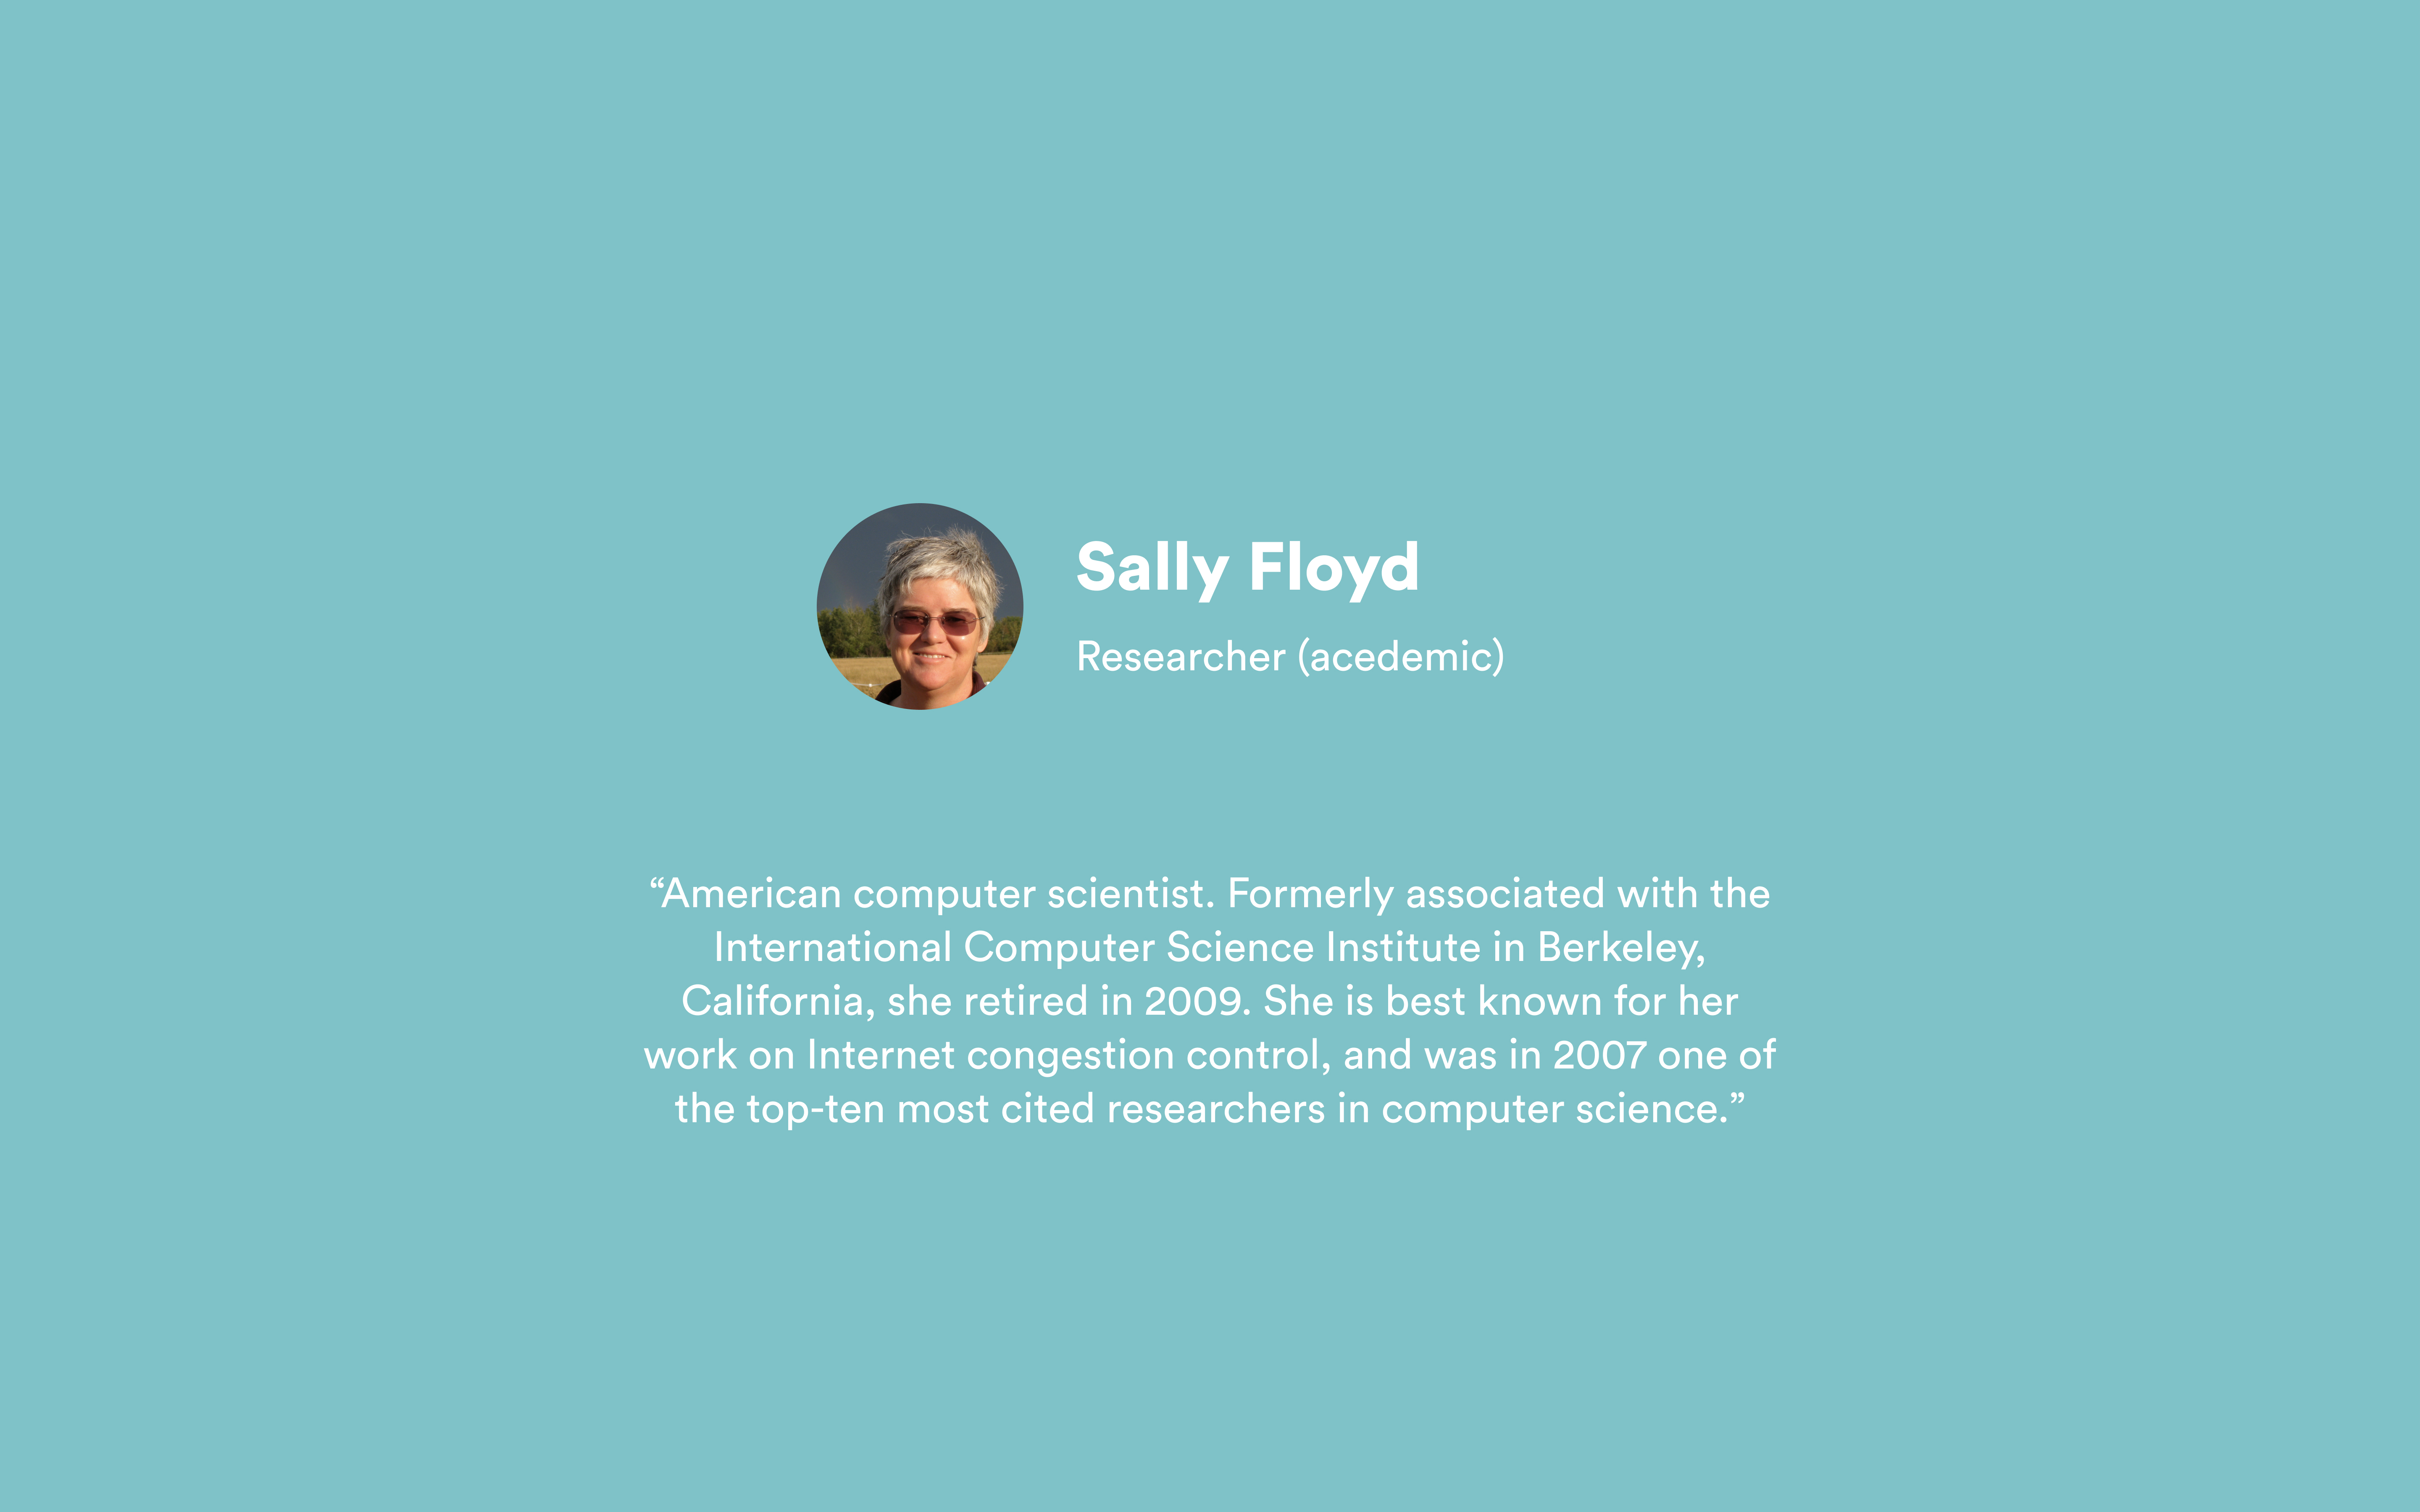 Sally Floyd
Researcher (acedemic)
“American computer scientist. Formerly associated with the
International Computer Science Institute in Berkeley,
California, she retired in 2009. She is best known for her
work on Internet congestion control, and was in 2007 one of
the top-ten most cited researchers in computer science.”